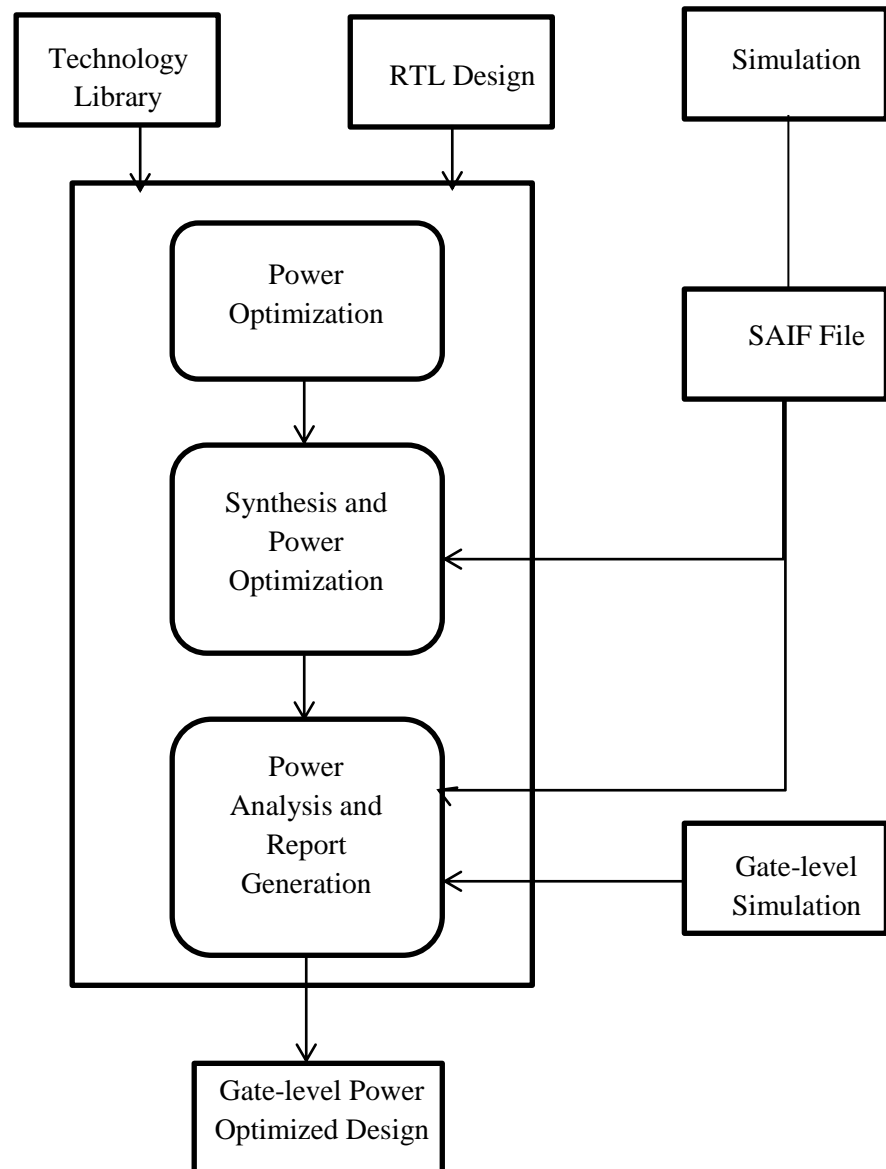 Technology
Library
RTL Design
Simulation
Power
Optimization
SAIF File
Synthesis and
Power
Optimization
Power
Analysis and
Report
Generation
Gate-level
Simulation
Gate-level Power
Optimized Design